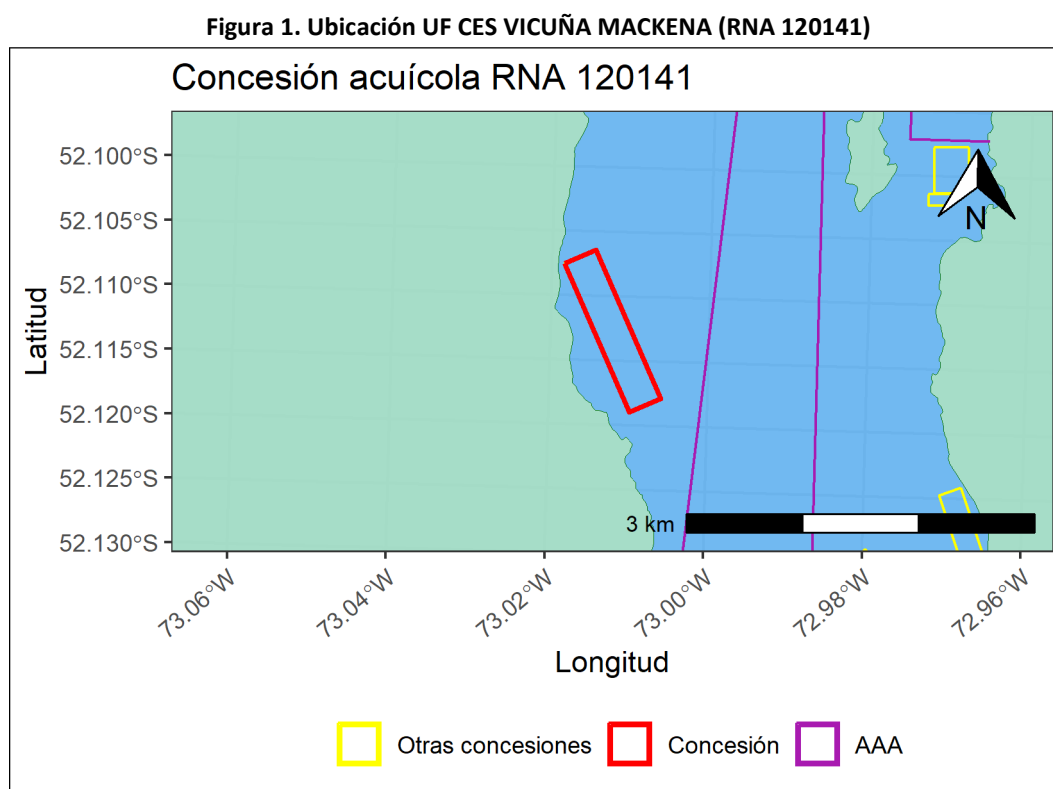 Figura 1. Ubicación UF CES VICUÑA MACKENA (RNA 120141)
Concesión acuícola RNA 120141
52.100°S
52.105°S
52.110°S
52.115°S
52.120°S
52.125°S
52.130°S
Latitud
N
3 km
73.06°W
73.04°W
73.02°W
73.00°W
72.98°W
72.96°W
Longitud
Otras concesiones
Concesión
AAA